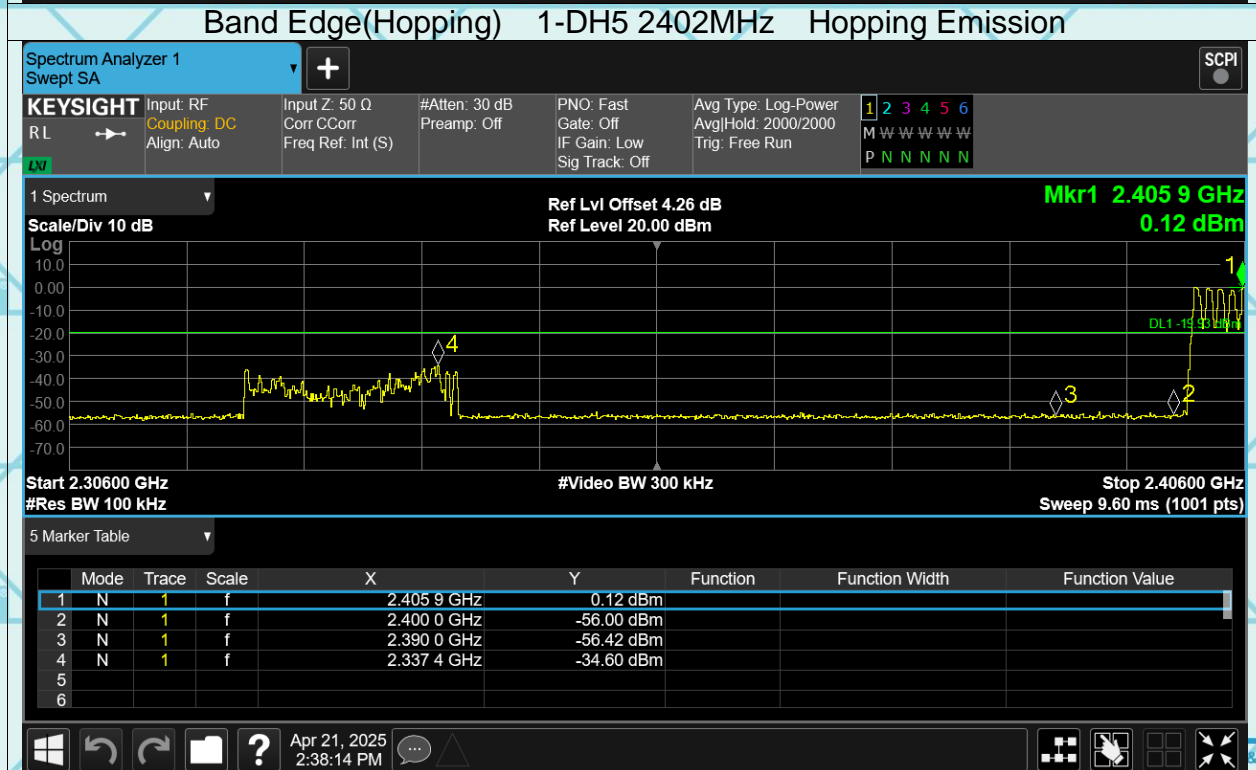 Band Edge(Hopping) 1-DH5 2402MHz Hopping Emission
Spectrum Analyzer 1
Swept SA
+
SCPI
KEYSIGHT
R L
LXI
Input: RF
Coupling: DC
Align: Auto
Input Z: 50 Ω
Corr CCorr
Freq Ref: Int (S)
#Atten: 30 dB
Preamp: Off
PNO: Fast
Gate: Off
IF Gain: Low
Sig Track: Off
Avg Type: Log-Power
Avg|Hold: 2000/2000
Trig: Free Run
1 2 3 4 5 6
M W W W W W
P N N N N N
1 Spectrum
Scale/Div 10 dB
Ref Lvl Offset 4.26 dB
Ref Level 20.00 dBm
Mkr1 2.405 9 GHz
0.12 dBm
Log
10.0
0.00
-10.0
-20.0
-30.0
-40.0
-50.0
-60.0
-70.0
1
DL1 -19.93 dBm
4
3
2
Start 2.30600 GHz
#Res BW 100 kHz
#Video BW 300 kHz
Stop 2.40600 GHz
Sweep 9.60 ms (1001 pts)
5 Marker Table
Mode Trace Scale X Y Function Function Width Function Value
1 N 1 f 2.405 9 GHz 0.12 dBm
2 N 1 f 2.400 0 GHz -56.00 dBm
3 N 1 f 2.390 0 GHz -56.42 dBm
4 N 1 f 2.337 4 GHz -34.60 dBm
5
6
?
Apr 21, 2025
2:38:14 PM